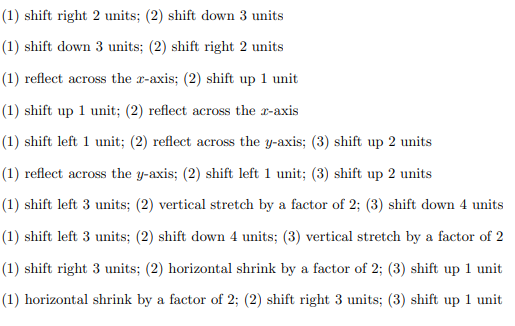 (1) shift right 2 units; (2) shift down 3 units
(1) shift down 3 units; (2) shift right 2 units
(1) reflect across the x-axis; (2) shift up 1 unit
(1) shift up 1 unit; (2) reflect across the x-axis
(1) shift left 1 unit; (2) reflect across the y-axis; (3) shift up 2 units
(1) reflect across the y-axis; (2) shift left 1 unit; (3) shift up 2 units
(1) shift left 3 units; (2) vertical stretch by a factor of 2; (3) shift down 4 units
(1) shift left 3 units; (2) shift down 4 units; (3) vertical stretch by a factor of 2
(1) shift right 3 units; (2) horizontal shrink by a factor of 2; (3) shift up 1 unit
(1) horizontal shrink by a factor of 2; (2) shift right 3 units; (3) shift up 1 unit